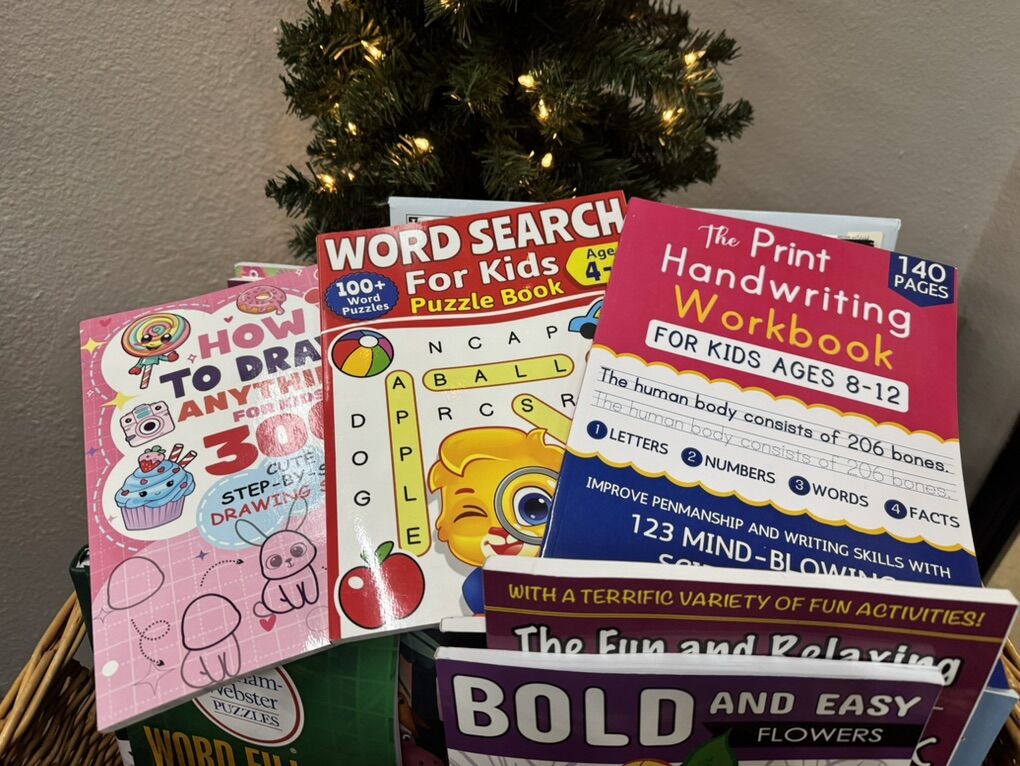 HOW
TO DRAW
ANYTHING
FOR KIDS
CUTE
STEP-BY-
DRAWING
WORD SEARCH
For Kids
Puzzle Book
100+
Word
Puzzles
Age
4-
N C A P
A B A L L
P R C S R
D
P
O
P
G
L
E
The Print
Handwriting
Workbook
140
PAGES
FOR KIDS AGES 8-12
The human body consists of 206 bones.
The human body consists of 206 bones.
1 LETTERS 2 NUMBERS 3 WORDS 4 FACTS
IMPROVE PENMANSHIP AND WRITING SKILLS WITH
123 MIND-BLOWING
WITH A TERRIFIC VARIETY OF FUN ACTIVITIES!
The Fun and Relaxing
BOLD AND EASY
FLOWERS
Webster
PUZZLES
WORD